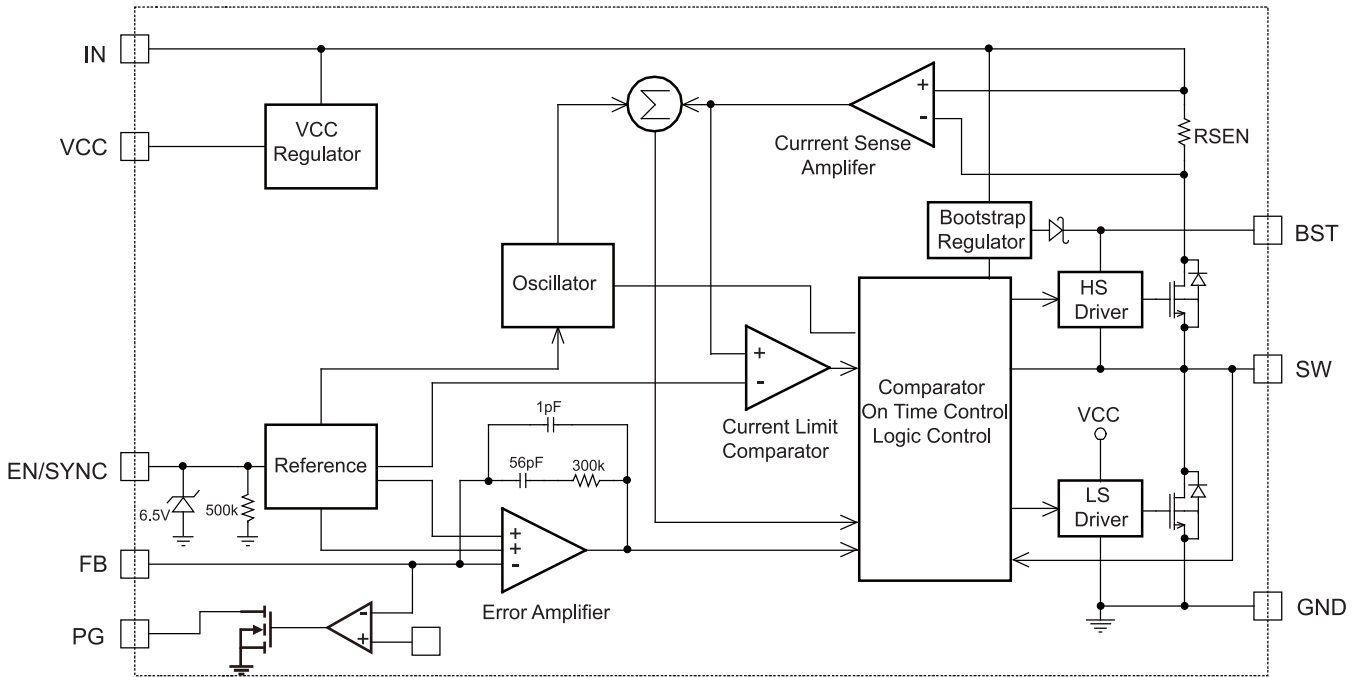 IN
VCC
VCC
Regulator
Σ
+
-
Currrent Sense
Amplifer
RSEN
Bootstrap
Regulator
BST
Oscillator
HS
Driver
+
-
Current Limit
Comparator
Comparator
On Time Control
Logic Control
SW
VCC
1pF
56pF
300k
EN/SYNC
Reference
6.5V
500k
LS
Driver
FB
+
+
-
Error Amplifier
PG
-
+
GND